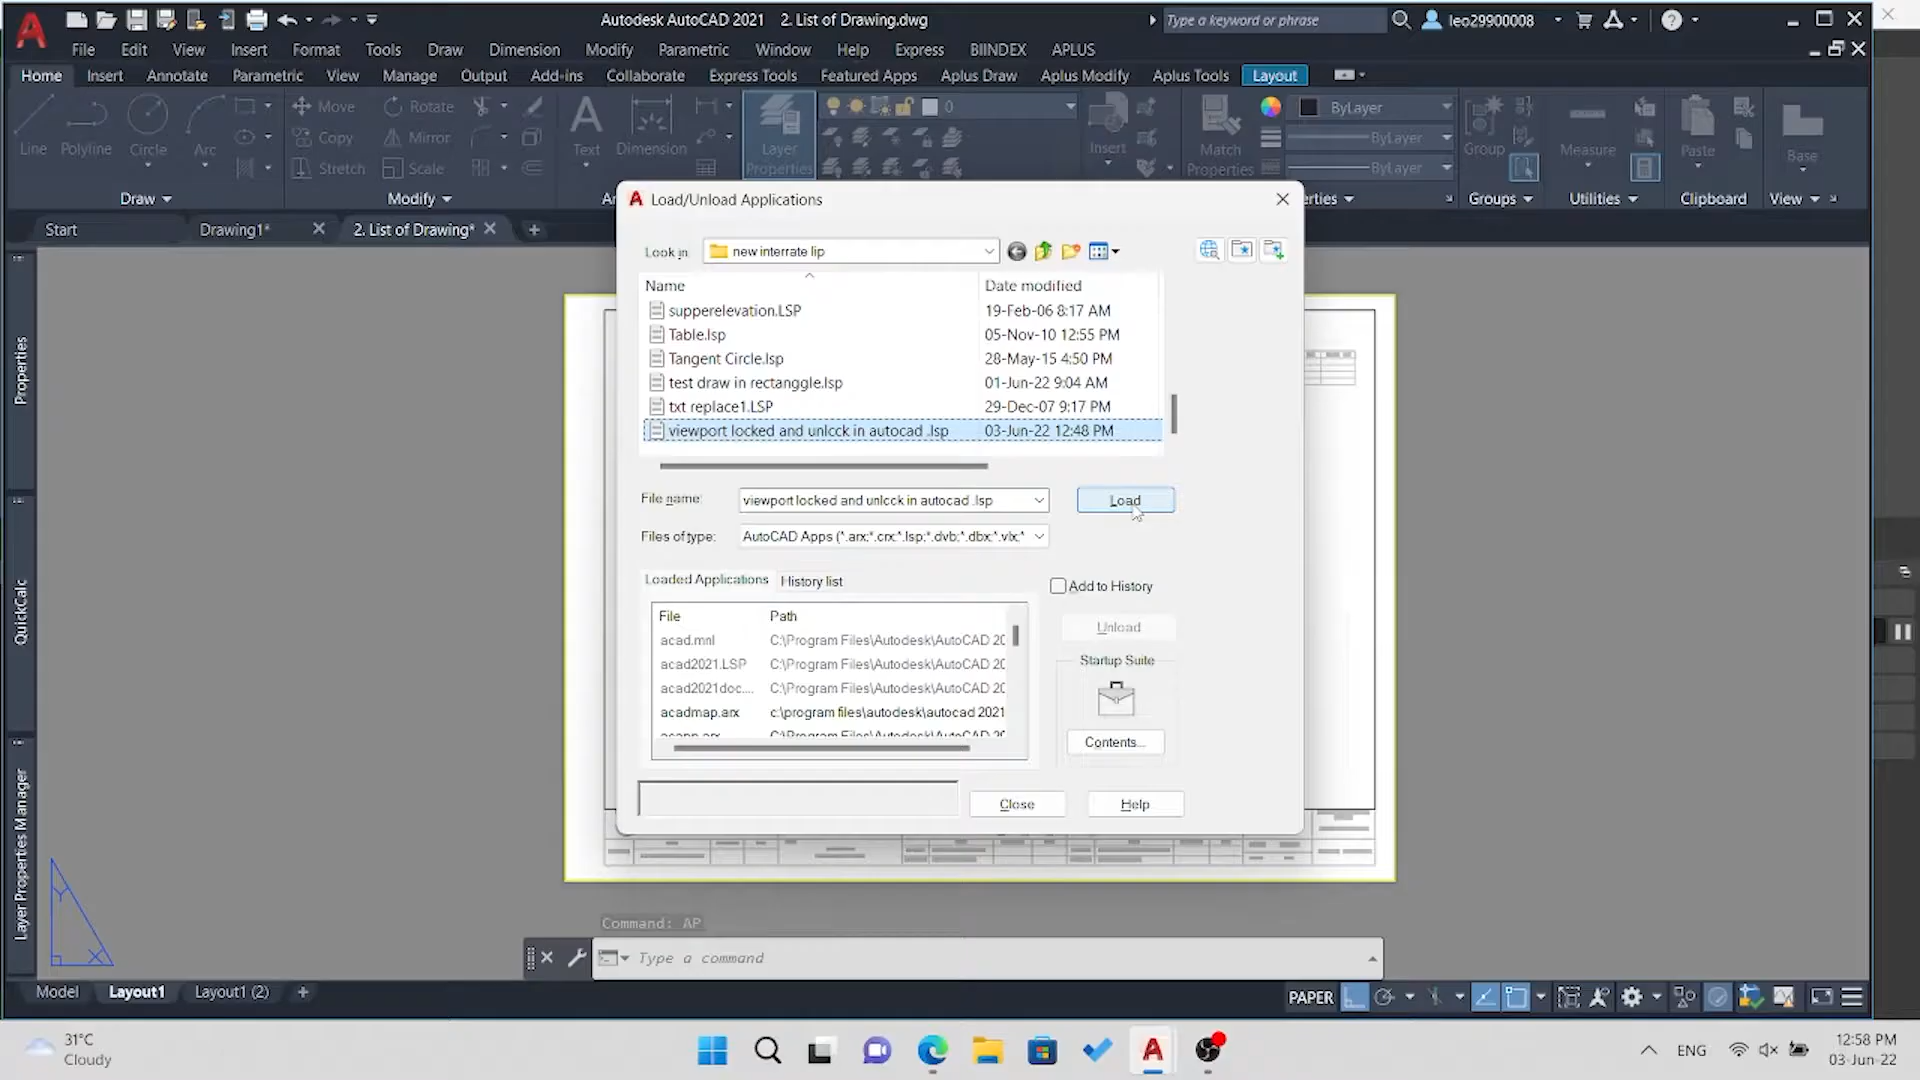 Autodesk AutoCAD 2021 2. List of Drawing.dwg
Type a keyword or phrase
leo29900008
File Edit View Insert Format Tools Draw Dimension Modify Parametric Window Help Express BIINDEX APLUS
Home Insert Annotate Parametric View Manage Output Add-ins Collaborate Express Tools Featured Apps Aplus Draw Aplus Modify Aplus Tools Layout
Line Polyline Circle Arc
Move Rotate
Copy Mirror
Stretch Scale
Text Dimension
Layer
Properties
0
Insert
Match
Properties
ByLayer
ByLayer
ByLayer
Group Measure Paste Base
Draw Modify Groups Utilities Clipboard View
Start Drawing1* 2. List of Drawing*
Load/Unload Applications
Look in: new interrate lip
Name Date modified
supperelevation.LSP 19-Feb-06 8:17 AM
Table.lsp 05-Nov-10 12:55 PM
Tangent Circle.lsp 28-May-15 4:50 PM
test draw in rectanggle.lsp 01-Jun-22 9:04 AM
txt replace1.LSP 29-Dec-07 9:17 PM
viewport locked and unlcck in autocad .lsp 03-Jun-22 12:48 PM
File name: viewport locked and unlcck in autocad .lsp Load
Files of type: AutoCAD Apps (*.arx;*.crx;*.lsp;*.dvb;*.dbx;*.vlx;*
Loaded Applications History list
Add to History
File Path
acad.mnl C:\Program Files\Autodesk\AutoCAD 20
acad2021.LSP C:\Program Files\Autodesk\AutoCAD 20
acad2021doc.... C:\Program Files\Autodesk\AutoCAD 20
acadmap.arx c:\program files\autodesk\autocad 2021
Unload
Startup Suite
Contents...
Close Help
Properties
QuickCalc
Layer Properties Manager
Y
X
Command: AP
Type a command
Model Layout1 Layout1 (2) +
PAPER
31°C
Cloudy
ENG
12:58 PM
03-Jun-22